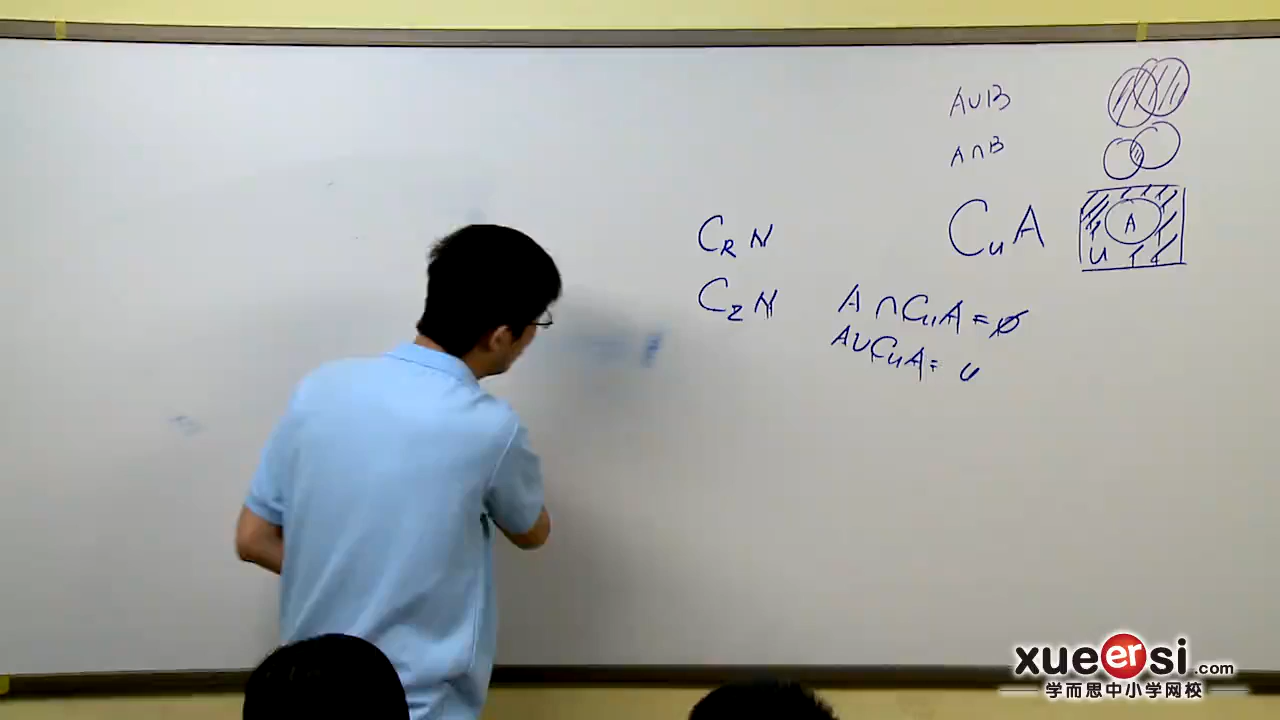 A∪B
A∩B
C_R N
C_U A
A
U
C_Z N
A∩C_U A=∅
A∪C_U A=U
xueersi.com
学而思中小学网校